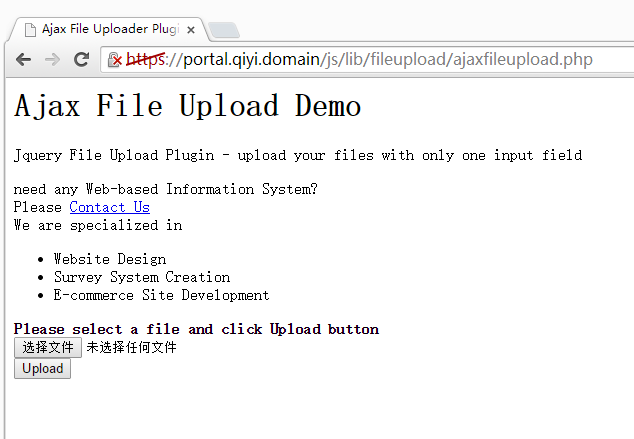 Ajax File Uploader Plugi
https://portal.qiyi.domain/js/lib/fileupload/ajaxfileupload.php
Ajax File Upload Demo
Jquery File Upload Plugin - upload your files with only one input field
need any Web-based Information System?
Please Contact Us
We are specialized in
Website Design
Survey System Creation
E-commerce Site Development
Please select a file and click Upload button
选择文件 未选择任何文件
Upload